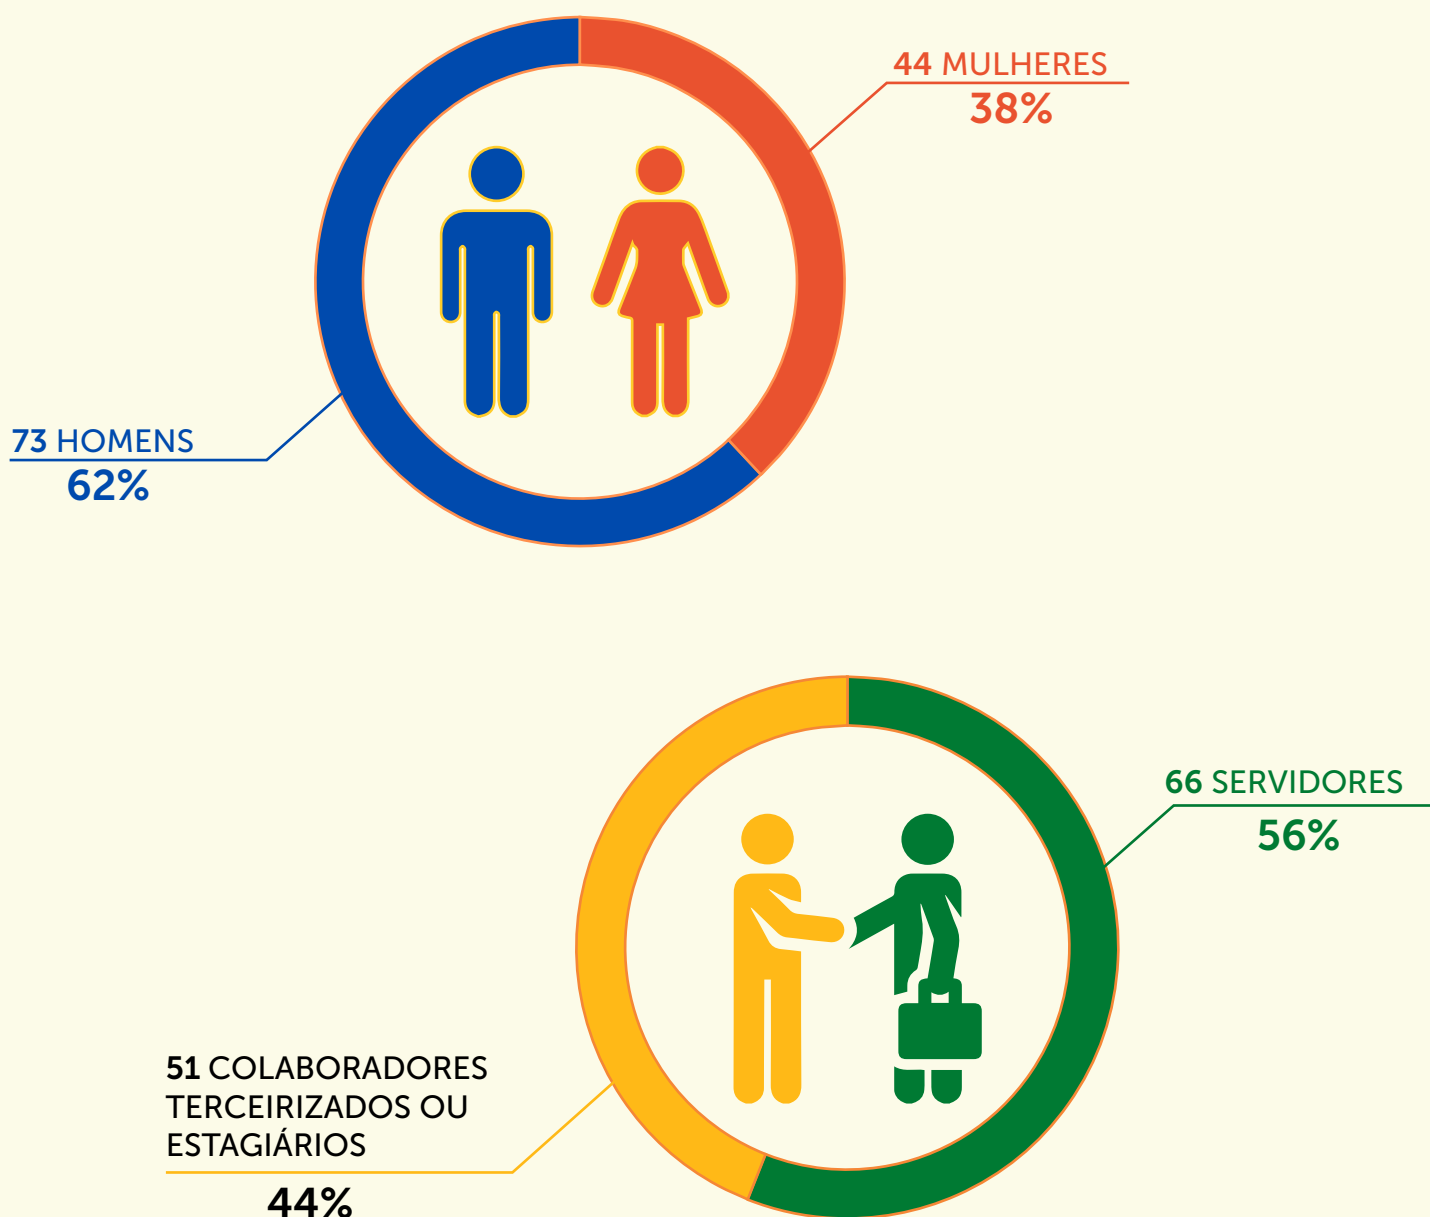 44 MULHERES
38%
73 HOMENS
62%
66 SERVIDORES
56%
51 COLABORADORES
TERCEIRIZADOS OU
ESTAGIÁRIOS
44%